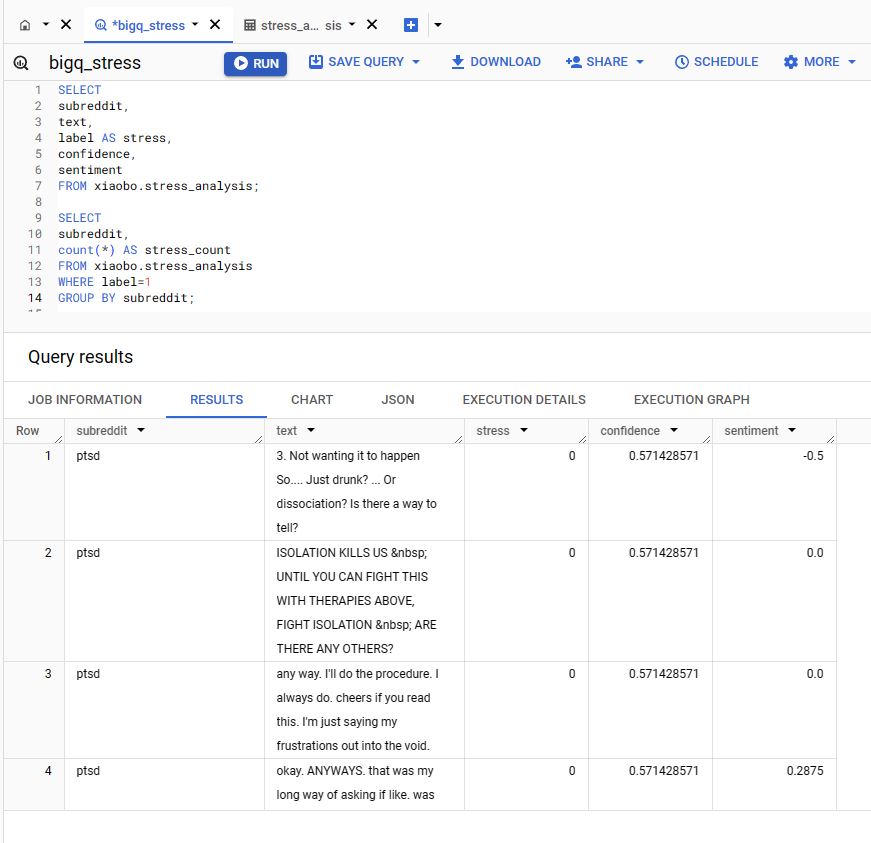 *bigq_stress
stress_a... sis
bigq_stress
RUN
SAVE QUERY
DOWNLOAD
SHARE
SCHEDULE
MORE
1 SELECT
2 subreddit,
3 text,
4 label AS stress,
5 confidence,
6 sentiment
7 FROM xiaobo.stress_analysis;
8
9 SELECT
10 subreddit,
11 count(*) AS stress_count
12 FROM xiaobo.stress_analysis
13 WHERE label=1
14 GROUP BY subreddit;
Query results
JOB INFORMATION
RESULTS
CHART
JSON
EXECUTION DETAILS
EXECUTION GRAPH
Row
subreddit
text
stress
confidence
sentiment
1
ptsd
3. Not wanting it to happen
So.... Just drunk? ... Or
dissociation? Is there a way to
tell?
0
0.571428571
-0.5
2
ptsd
ISOLATION KILLS US &nbsp;
UNTIL YOU CAN FIGHT THIS
WITH THERAPIES ABOVE,
FIGHT ISOLATION &nbsp; ARE
THERE ANY OTHERS?
0
0.571428571
0.0
3
ptsd
any way. I'll do the procedure. I
always do. cheers if you read
this. I'm just saying my
frustrations out into the void.
0
0.571428571
0.0
4
ptsd
okay. ANYWAYS. that was my
long way of asking if like. was
0
0.571428571
0.2875